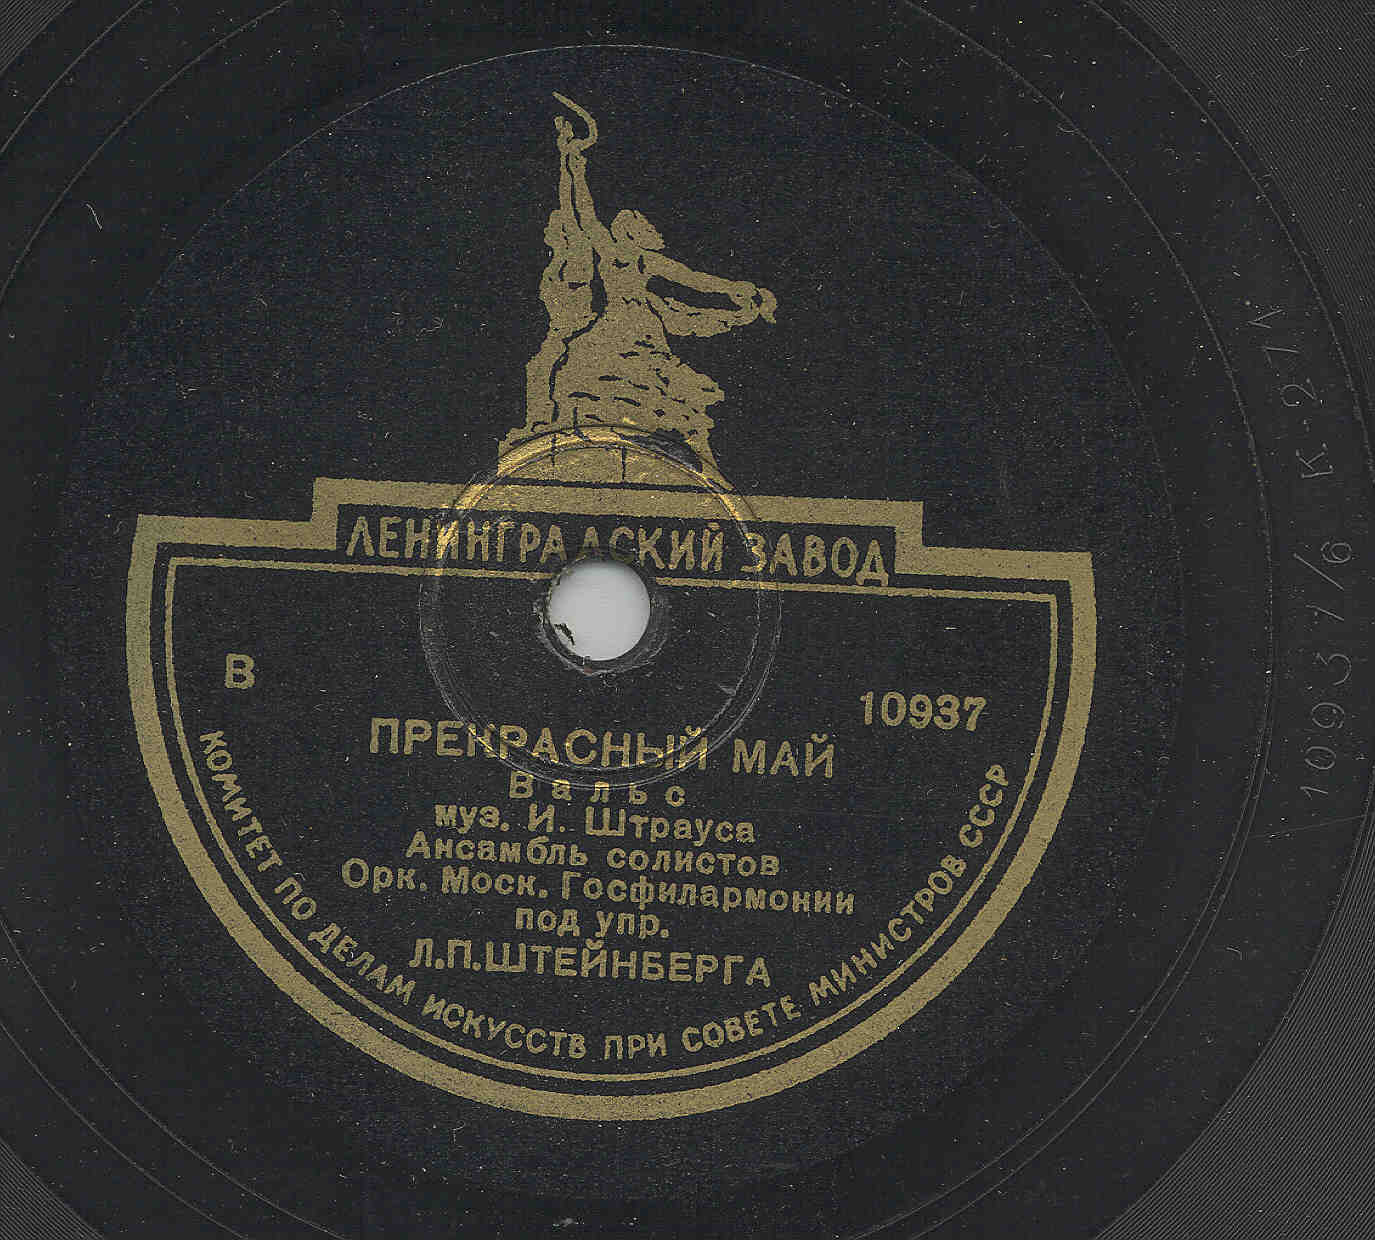 ЛЕНИНГРАДСКИЙ ЗАВОД
В
10937
ПРЕКРАСНЫЙ МАЙ
Вальс
муз. И. Штрауса
Ансамбль солистов
Орк. Моск. Госфилармонии
под упр.
Л.П.ШТЕЙНБЕРГА
КОМИТЕТ ПО ДЕЛАМ ИСКУССТВ ПРИ СОВЕТЕ МИНИСТРОВ СССР
10937/6